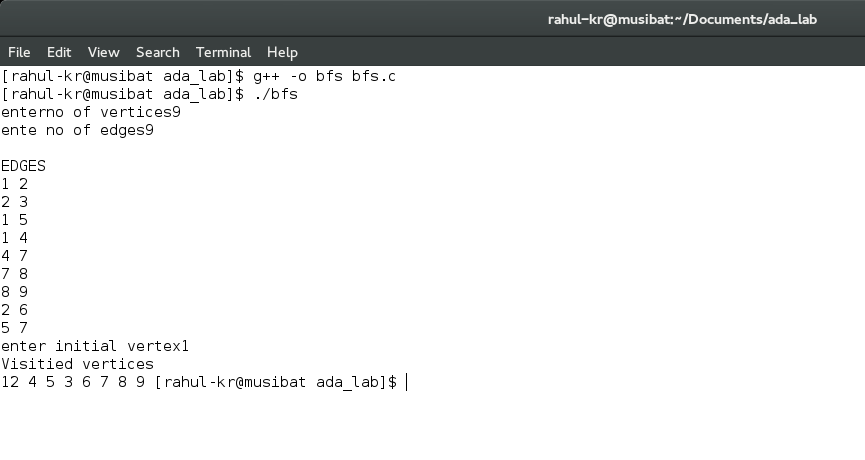 rahul-kr@musibat:~/Documents/ada_lab
File Edit View Search Terminal Help
[rahul-kr@musibat ada_lab]$ g++ -o bfs bfs.c
[rahul-kr@musibat ada_lab]$ ./bfs
enterno of vertices9
ente no of edges9
EDGES
1 2
2 3
1 5
1 4
4 7
7 8
8 9
2 6
5 7
enter initial vertex1
Visitied vertices
12 4 5 3 6 7 8 9 [rahul-kr@musibat ada_lab]$